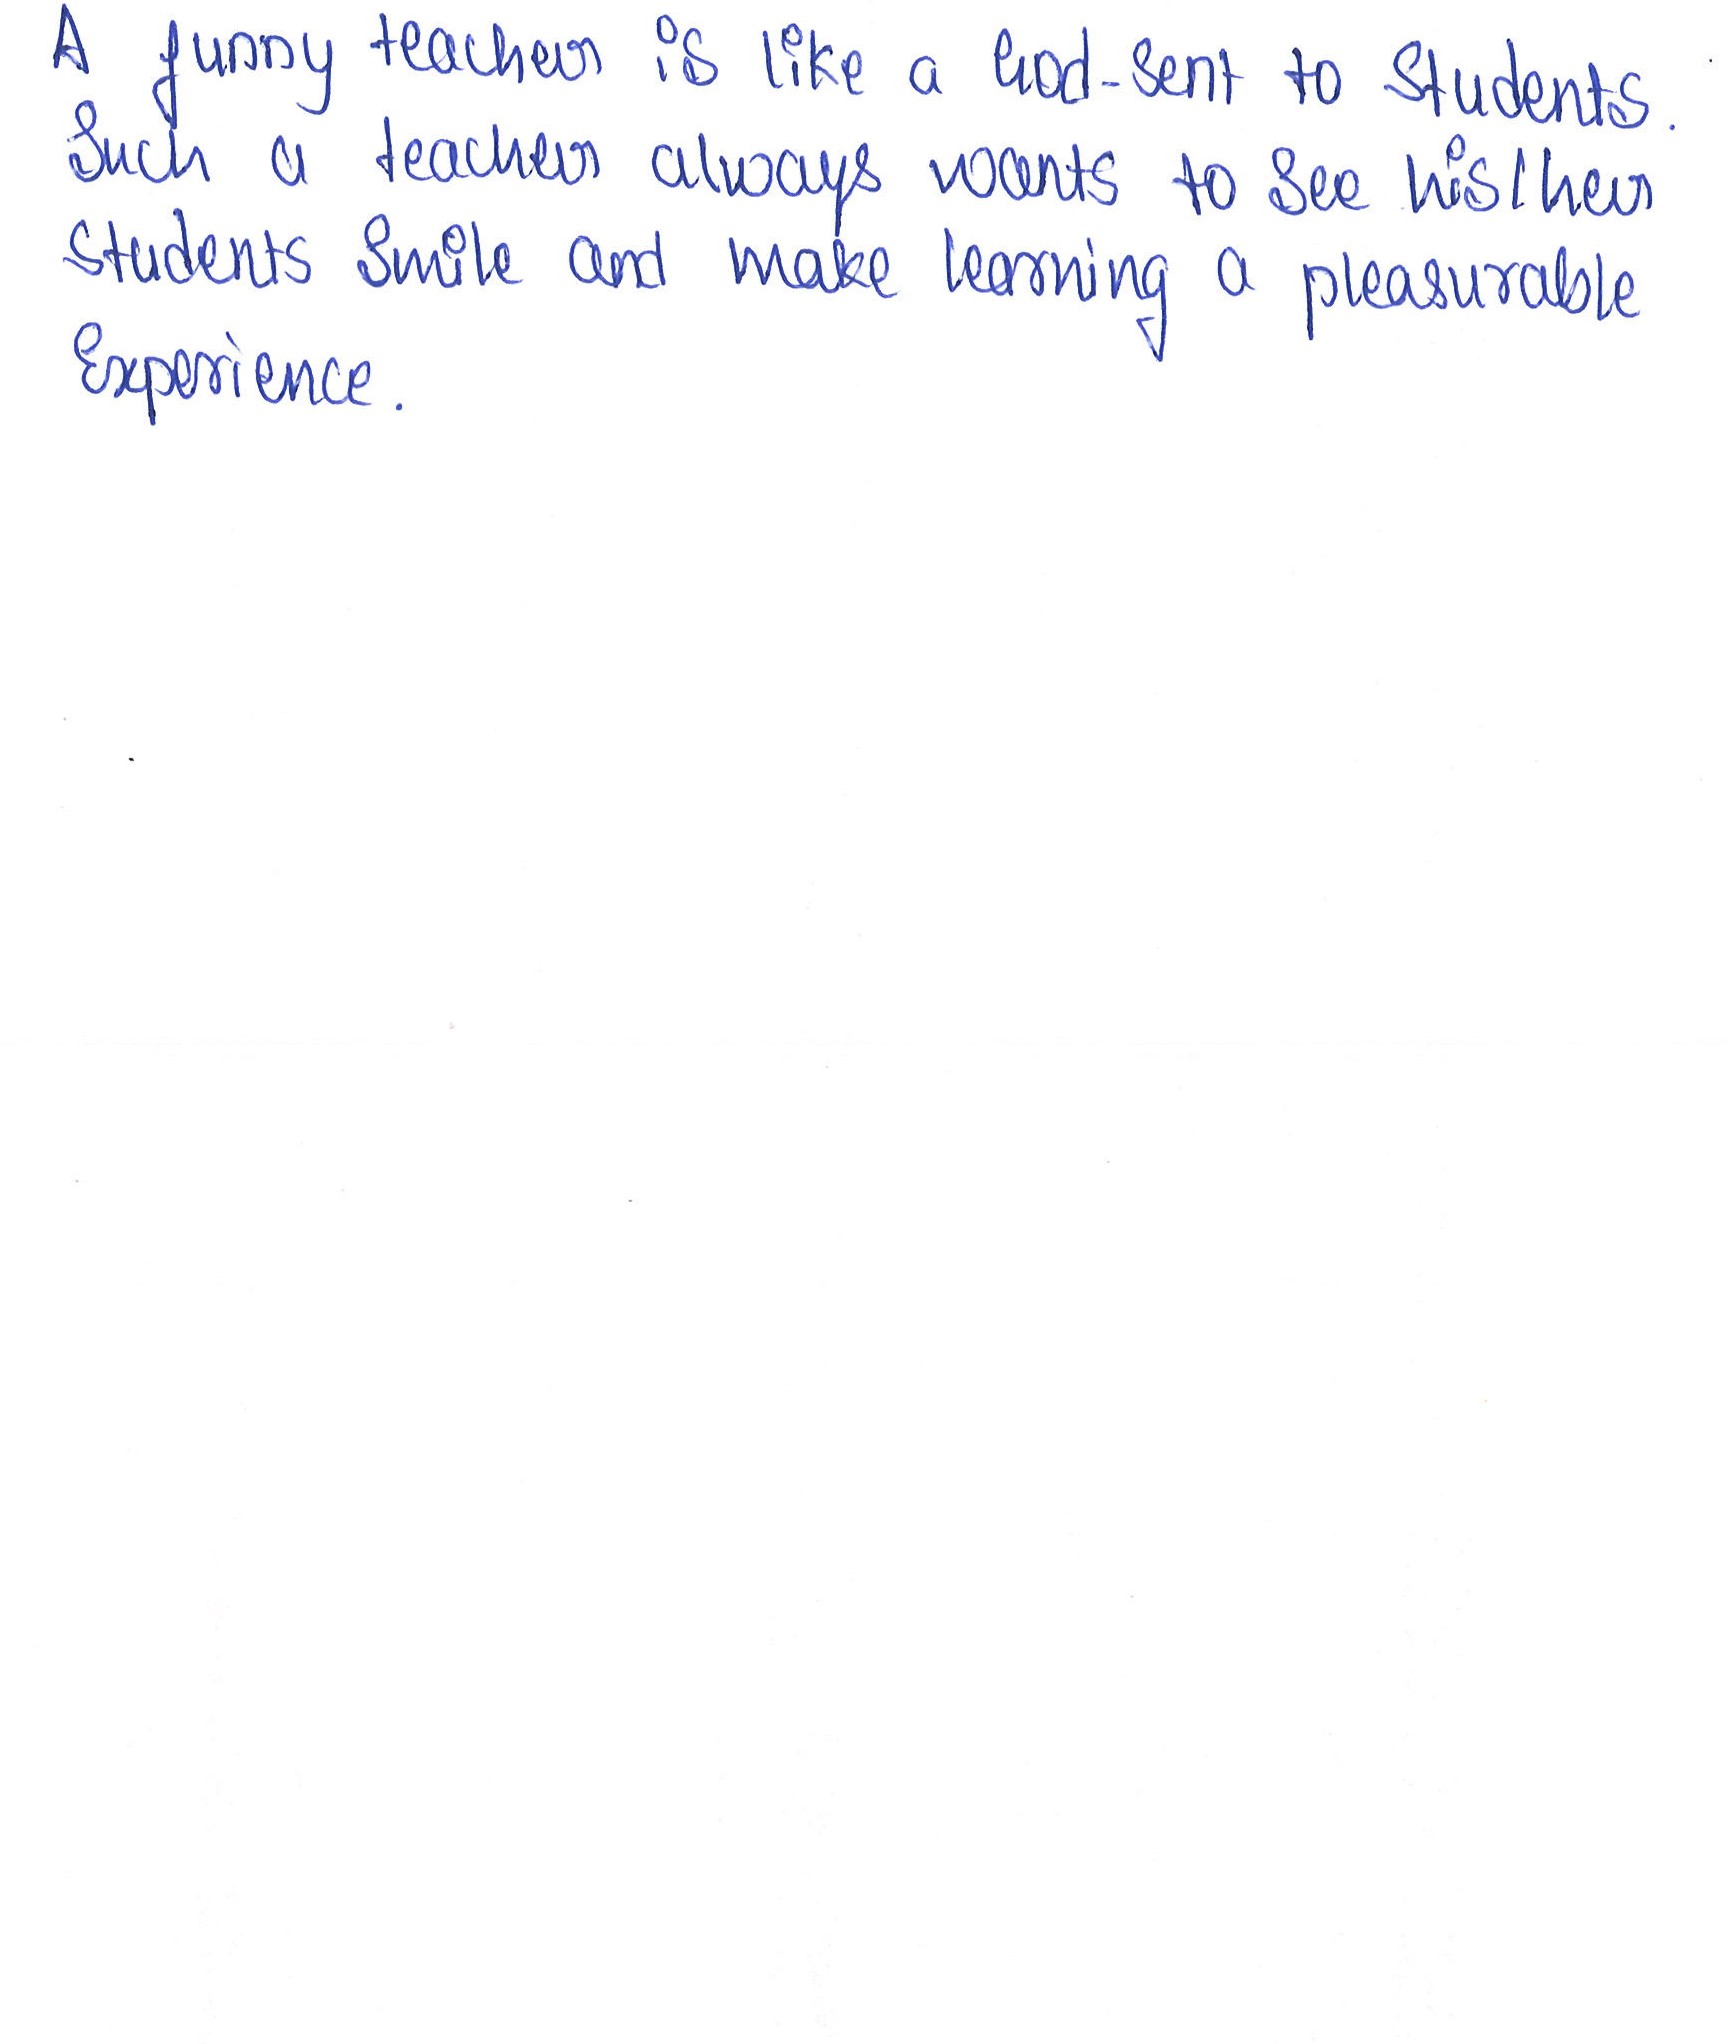 A funny teacher is like a God-sent to students.
Such a teacher always wants to see his/her
students smile and make learning a pleasurable
Experience.